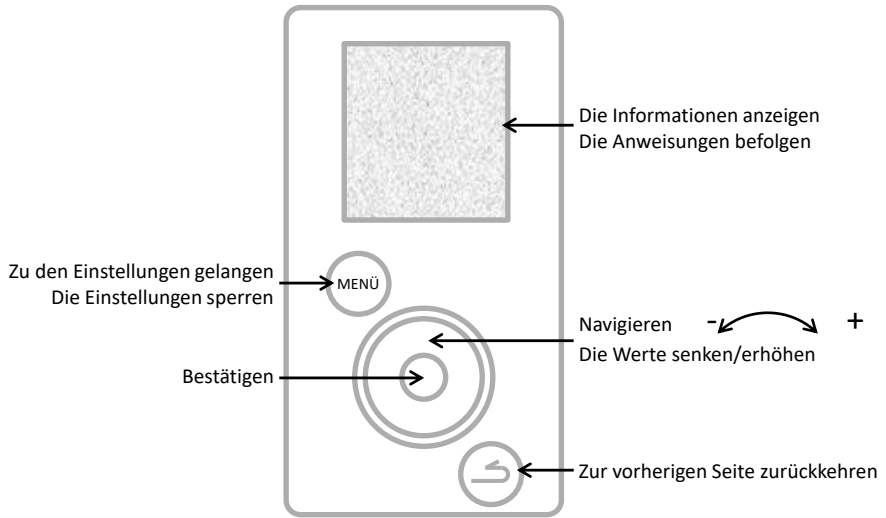 Die Informationen anzeigen
Die Anweisungen befolgen
Zu den Einstellungen gelangen
Die Einstellungen sperren
MENÜ
Navigieren - +
Die Werte senken/erhöhen
Bestätigen
Zur vorherigen Seite zurückkehren